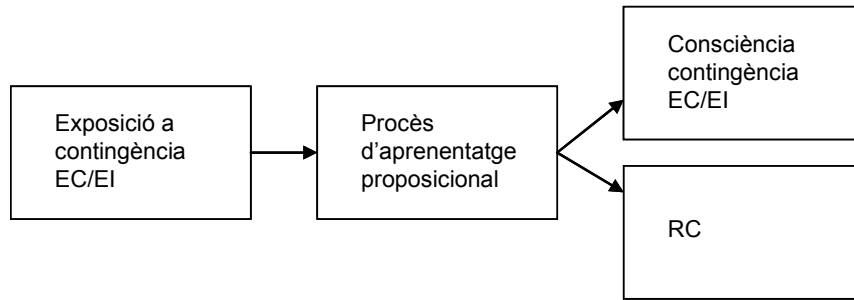 Exposició a
contingència
EC/EI
Procès
d’aprenentatge
proposicional
Consciència
contingència
EC/EI
RC